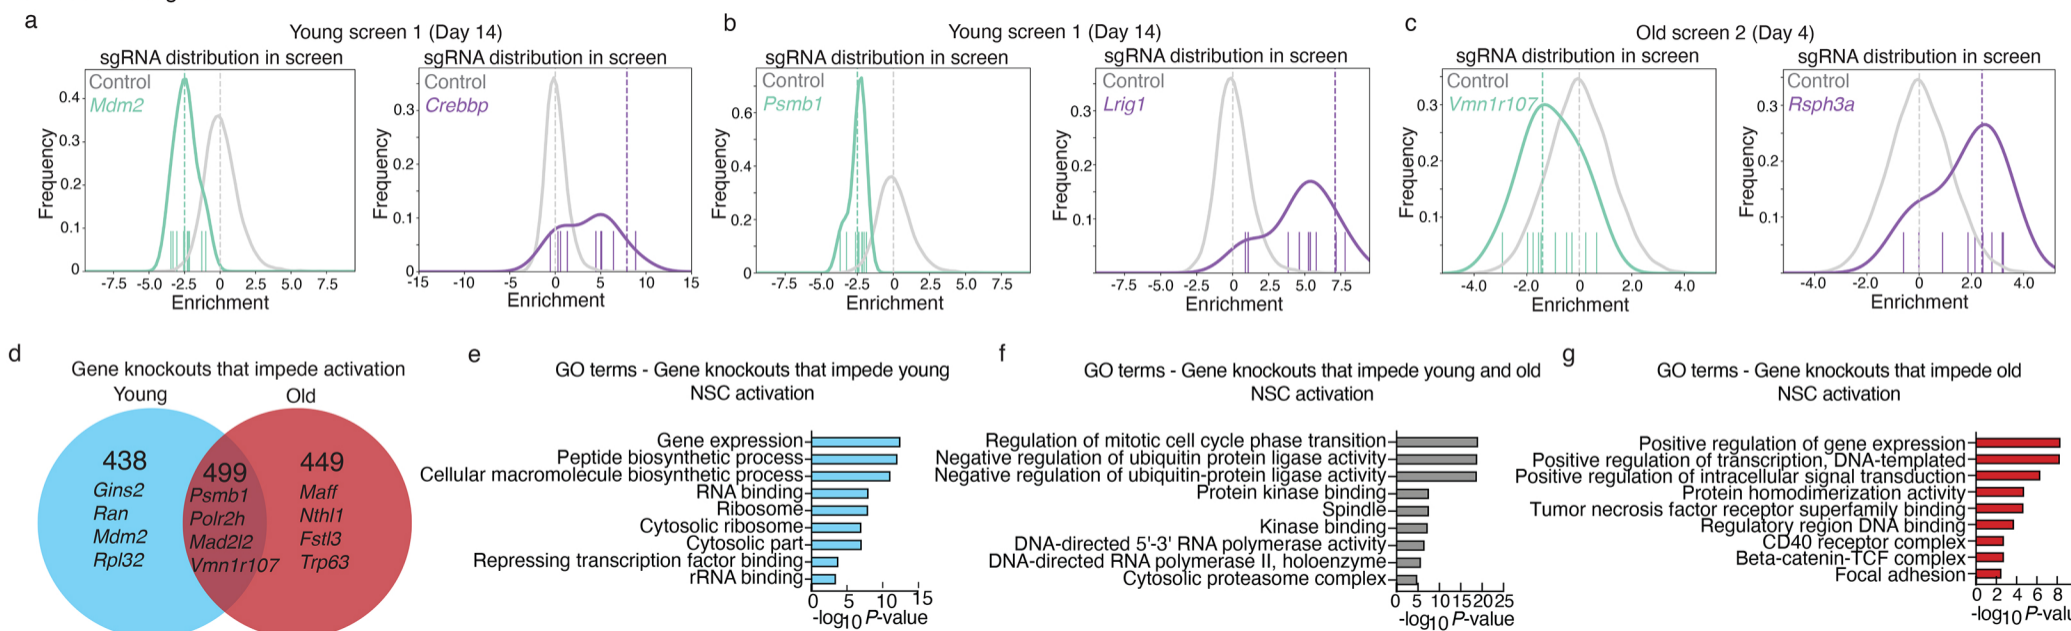 a
Young screen 1 (Day 14)
sgRNA distribution in screen
Control
Mdm2
Frequency
0.4
0.3
0.2
0.1
0
-7.5 -5.0 -2.5 0 2.5 5.0 7.5
Enrichment
sgRNA distribution in screen
Control
Crebbp
Frequency
0.3
0.2
0.1
0
-15 -10 -5 0 5 10 15
Enrichment
b
Young screen 1 (Day 14)
sgRNA distribution in screen
Control
Psmb1
Frequency
0.6
0.4
0.2
0
-7.5 -5.0 -2.5 0 2.5 5.0 7.5
Enrichment
sgRNA distribution in screen
Control
Lrig1
Frequency
0.3
0.2
0.1
-7.5 -5.0 -2.5 0 2.5 5.0 7.5
Enrichment
c
Old screen 2 (Day 4)
sgRNA distribution in screen
Control
Vmn1r107
Frequency
0.3
0.2
0.1
-4.0 -2.0 0 2.0 4.0
Enrichment
sgRNA distribution in screen
Control
Rsph3a
Frequency
0.3
0.2
0.1
-4.0 -2.0 0 2.0 4.0
Enrichment
d
Gene knockouts that impede activation
Young
Old
438
Gins2
Ran
Mdm2
Rpl32
499
Psmb1
Polr2h
Mad2l2
Vmn1r107
449
Maff
Nthl1
Fstl3
Trp63
e
GO terms - Gene knockouts that impede young
NSC activation
Gene expression
Peptide biosynthetic process
Cellular macromolecule biosynthetic process
RNA binding
Ribosome
Cytosolic ribosome
Cytosolic part
Repressing transcription factor binding
rRNA binding
0 5 10 15
-log10 P-value
f
GO terms - Gene knockouts that impede young and old
NSC activation
Regulation of mitotic cell cycle phase transition
Negative regulation of ubiquitin protein ligase activity
Negative regulation of ubiquitin-protein ligase activity
Protein kinase binding
Spindle
Kinase binding
DNA-directed 5'-3' RNA polymerase activity
DNA-directed RNA polymerase II, holoenzyme
Cytosolic proteasome complex
0 5 10 15 20 25
-log10 P-value
g
GO terms - Gene knockouts that impede old
NSC activation
Positive regulation of gene expression
Positive regulation of transcription, DNA-templated
Positive regulation of intracellular signal transduction
Protein homodimerization activity
Tumor necrosis factor receptor superfamily binding
Regulatory region DNA binding
CD40 receptor complex
Beta-catenin-TCF complex
Focal adhesion
0 2 4 6 8
-log10 P-value